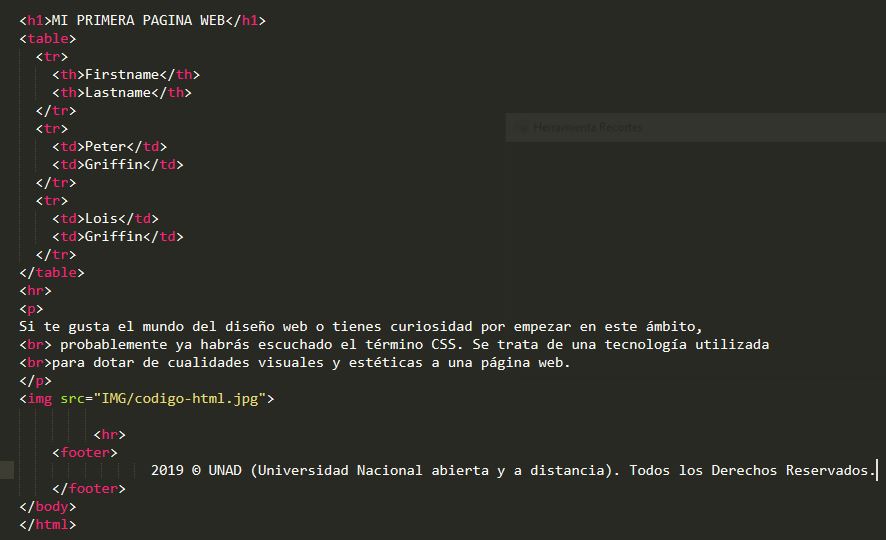 <h1>MI PRIMERA PAGINA WEB</h1>
<table>
<tr>
<th>Firstname</th>
<th>Lastname</th>
</tr>
<tr>
<td>Peter</td>
<td>Griffin</td>
</tr>
<tr>
<td>Lois</td>
<td>Griffin</td>
</tr>
</table>
<hr>
<p>
Si te gusta el mundo del diseño web o tienes curiosidad por empezar en este ámbito,
<br> probablemente ya habrás escuchado el término CSS. Se trata de una tecnología utilizada
<br>para dotar de cualidades visuales y estéticas a una página web.
</p>
<img src="IMG/codigo-html.jpg">
<hr>
<footer>
2019 © UNAD (Universidad Nacional abierta y a distancia). Todos los Derechos Reservados.
</footer>
</body>
</html>
Herramienta Recortes